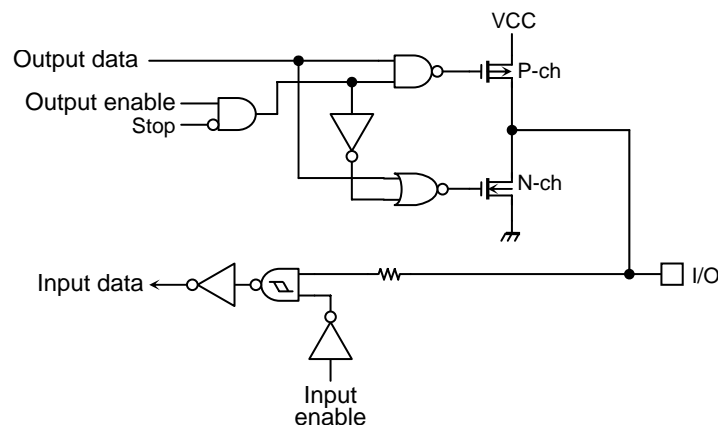 VCC
Output data
P-ch
Output enable
Stop
N-ch
Input data
I/O
Input
enable